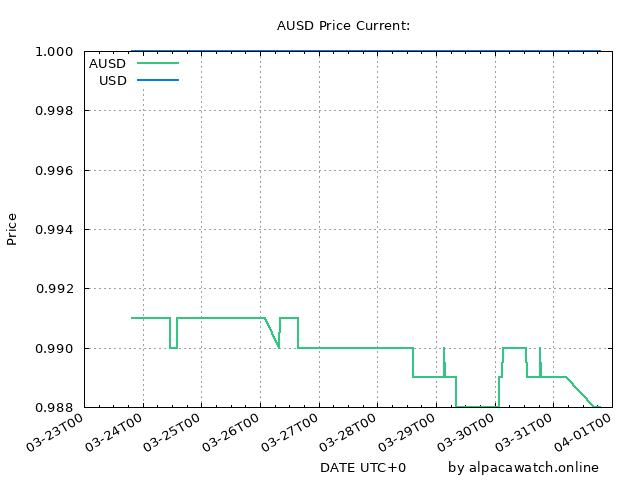 AUSD Price Current:
1.000
0.998
0.996
0.994
0.992
0.990
0.988
Price
AUSD
USD
03-23T00
03-24T00
03-25T00
03-26T00
03-27T00
03-28T00
03-29T00
03-30T00
03-31T00
04-01T00
DATE UTC+0 by alpacawatch.online